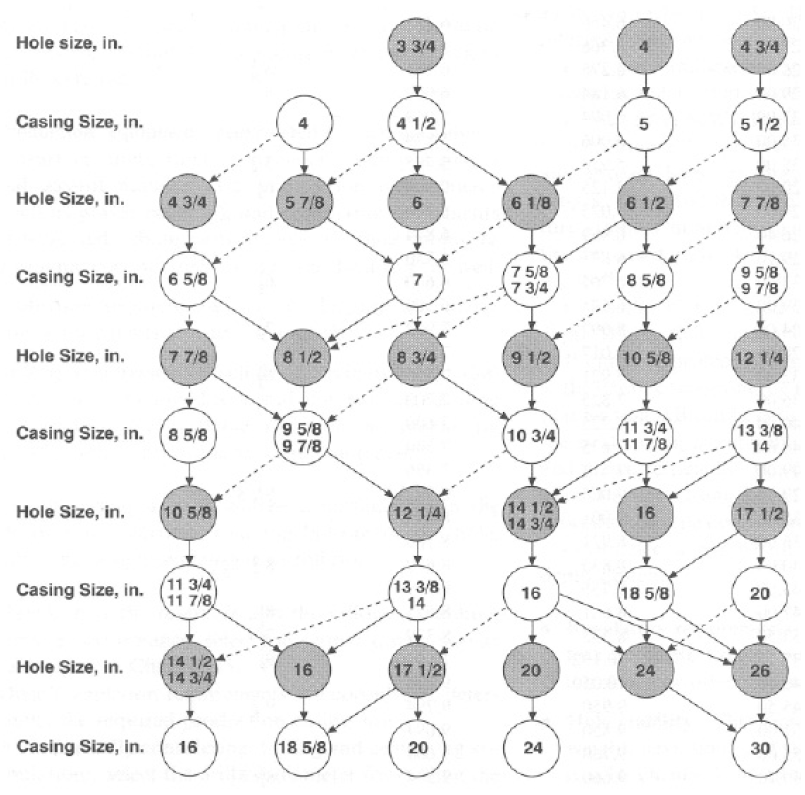 Hole size, in. 3 3/4 4 4 3/4
Casing Size, in. 4 4 1/2 5 5 1/2
Hole Size, in. 4 3/4 5 7/8 6 6 1/8 6 1/2 7 7/8
Casing Size, in. 6 5/8 7 7 5/8 7 3/4 8 5/8 9 5/8 9 7/8
Hole Size, in. 7 7/8 8 1/2 8 3/4 9 1/2 10 5/8 12 1/4
Casing Size, in. 8 5/8 9 5/8 9 7/8 10 3/4 11 3/4 11 7/8 13 3/8 14
Hole Size, in. 10 5/8 12 1/4 14 1/2 14 3/4 16 17 1/2
Casing Size, in. 11 3/4 11 7/8 13 3/8 14 16 18 5/8 20
Hole Size, in. 14 1/2 14 3/4 16 17 1/2 20 24 26
Casing Size, in. 16 18 5/8 20 24 30